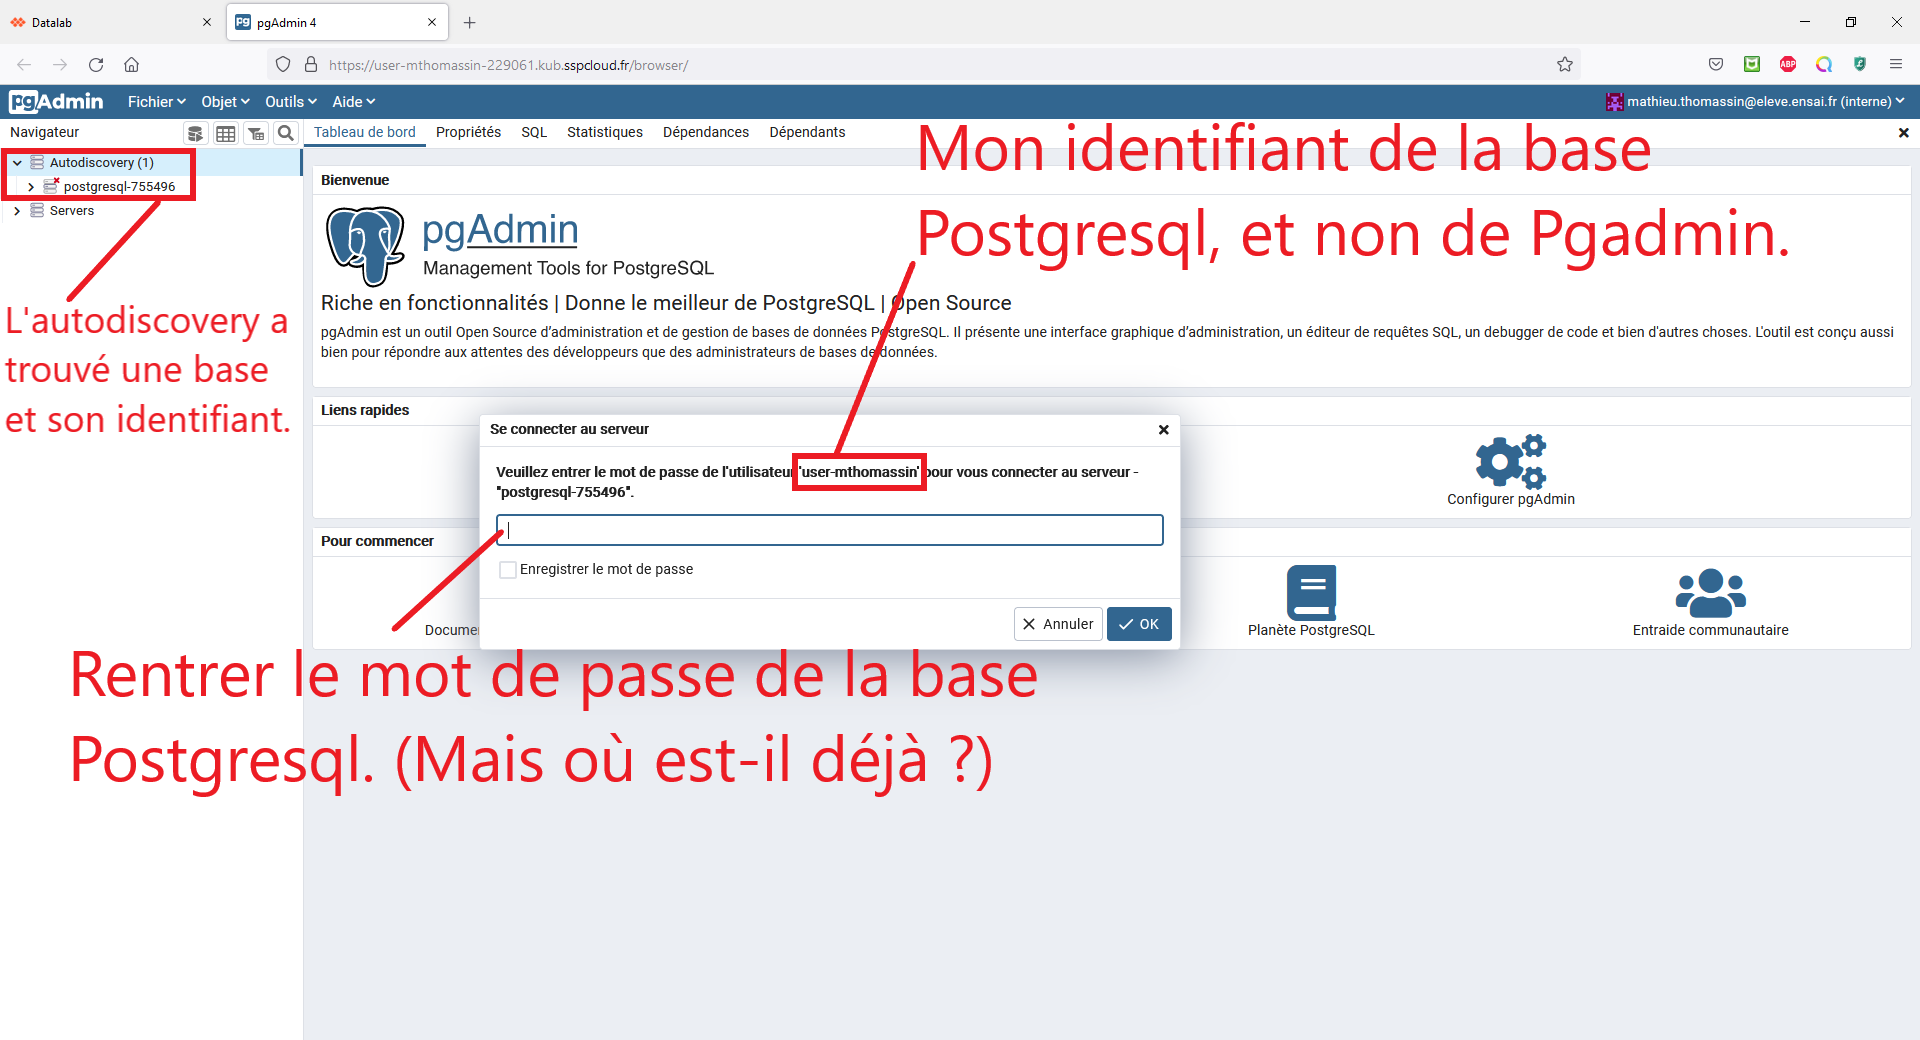 Datalab
pgAdmin 4
https://user-mthomassin-229061.kub.sspcloud.fr/browser/
pgAdmin Fichier Objet Outils Aide
mathieu.thomassin@eleve.ensai.fr (interne)
Navigateur
Tableau de bord Propriétés SQL Statistiques Dépendances Dépendants
Autodiscovery (1)
postgresql-755496
Servers
Mon identifiant de la base
Postgresql, et non de Pgadmin.
L'autodiscovery a
trouvé une base
et son identifiant.
Bienvenue
pgAdmin
Management Tools for PostgreSQL
Riche en fonctionnalités | Donne le meilleur de PostgreSQL | Open Source
pgAdmin est un outil Open Source d’administration et de gestion de bases de données PostgreSQL. Il présente une interface graphique d’administration, un éditeur de requêtes SQL, un debugger de code et bien d'autres choses. L'outil est conçu aussi
bien pour répondre aux attentes des développeurs que des administrateurs de bases de données.
Liens rapides
Configurer pgAdmin
Se connecter au serveur
Veuillez entrer le mot de passe de l'utilisateur 'user-mthomassin' pour vous connecter au serveur -
"postgresql-755496".
Enregistrer le mot de passe
Annuler OK
Pour commencer
Docume
Planète PostgreSQL
Entraide communautaire
Rentrer le mot de passe de la base
Postgresql. (Mais où est-il déjà ?)